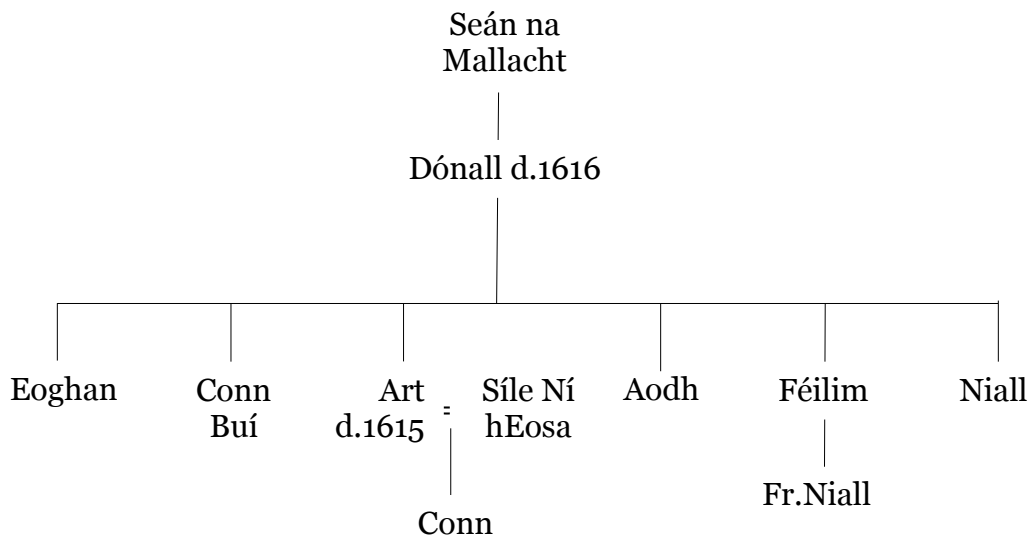 Seán na
Mallacht
Dónall d.1616
Eoghan
Conn
Buí
Art
d.1615
=
Síle Ní
hEosa
Aodh
Féilim
Niall
Conn
Fr.Niall